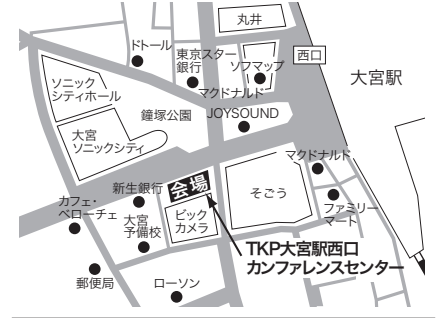 丸井
ドトール
東京スター
銀行
西口
ソフマップ
大宮駅
ソニック
シティホール
マクドナルド
鐘塚公園
JOYSOUND
大宮
ソニックシティ
マクドナルド
新生銀行
会場
そごう
カフェ・
ベローチェ
大宮
予備校
ビック
カメラ
ファミリー
マート
TKP大宮駅西口
カンファレンスセンター
郵便局
ローソン